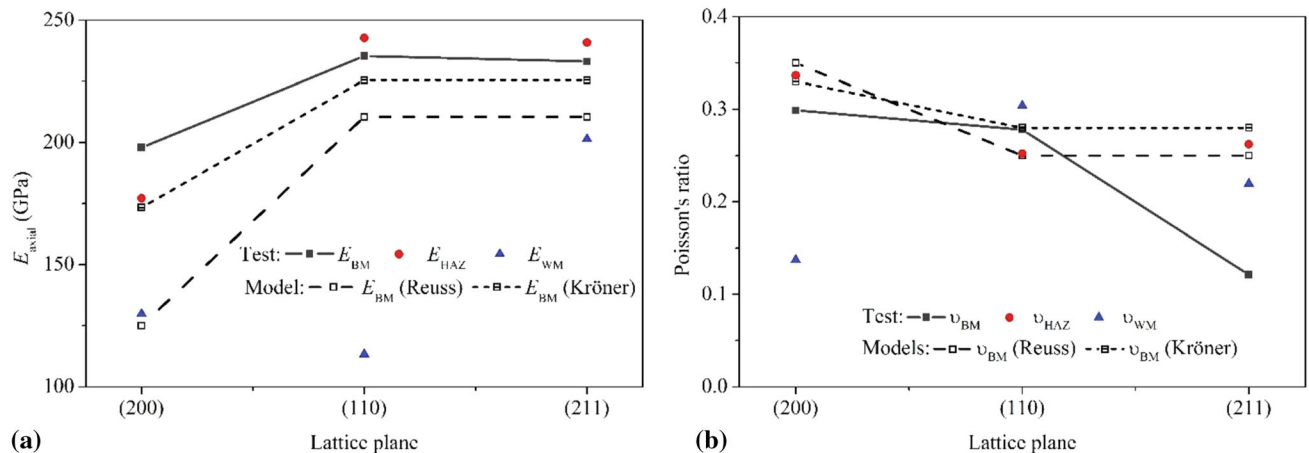 250
200
150
100
E_axial (GPa)
Test: E_BM E_HAZ E_WM
Model: E_BM (Reuss) E_BM (Kröner)
(200) (110) (211)
Lattice plane
(a)
0.4
0.3
0.2
0.1
0.0
Poisson's ratio
Test: υ_BM υ_HAZ υ_WM
Models: υ_BM (Reuss) υ_BM (Kröner)
(200) (110) (211)
Lattice plane
(b)